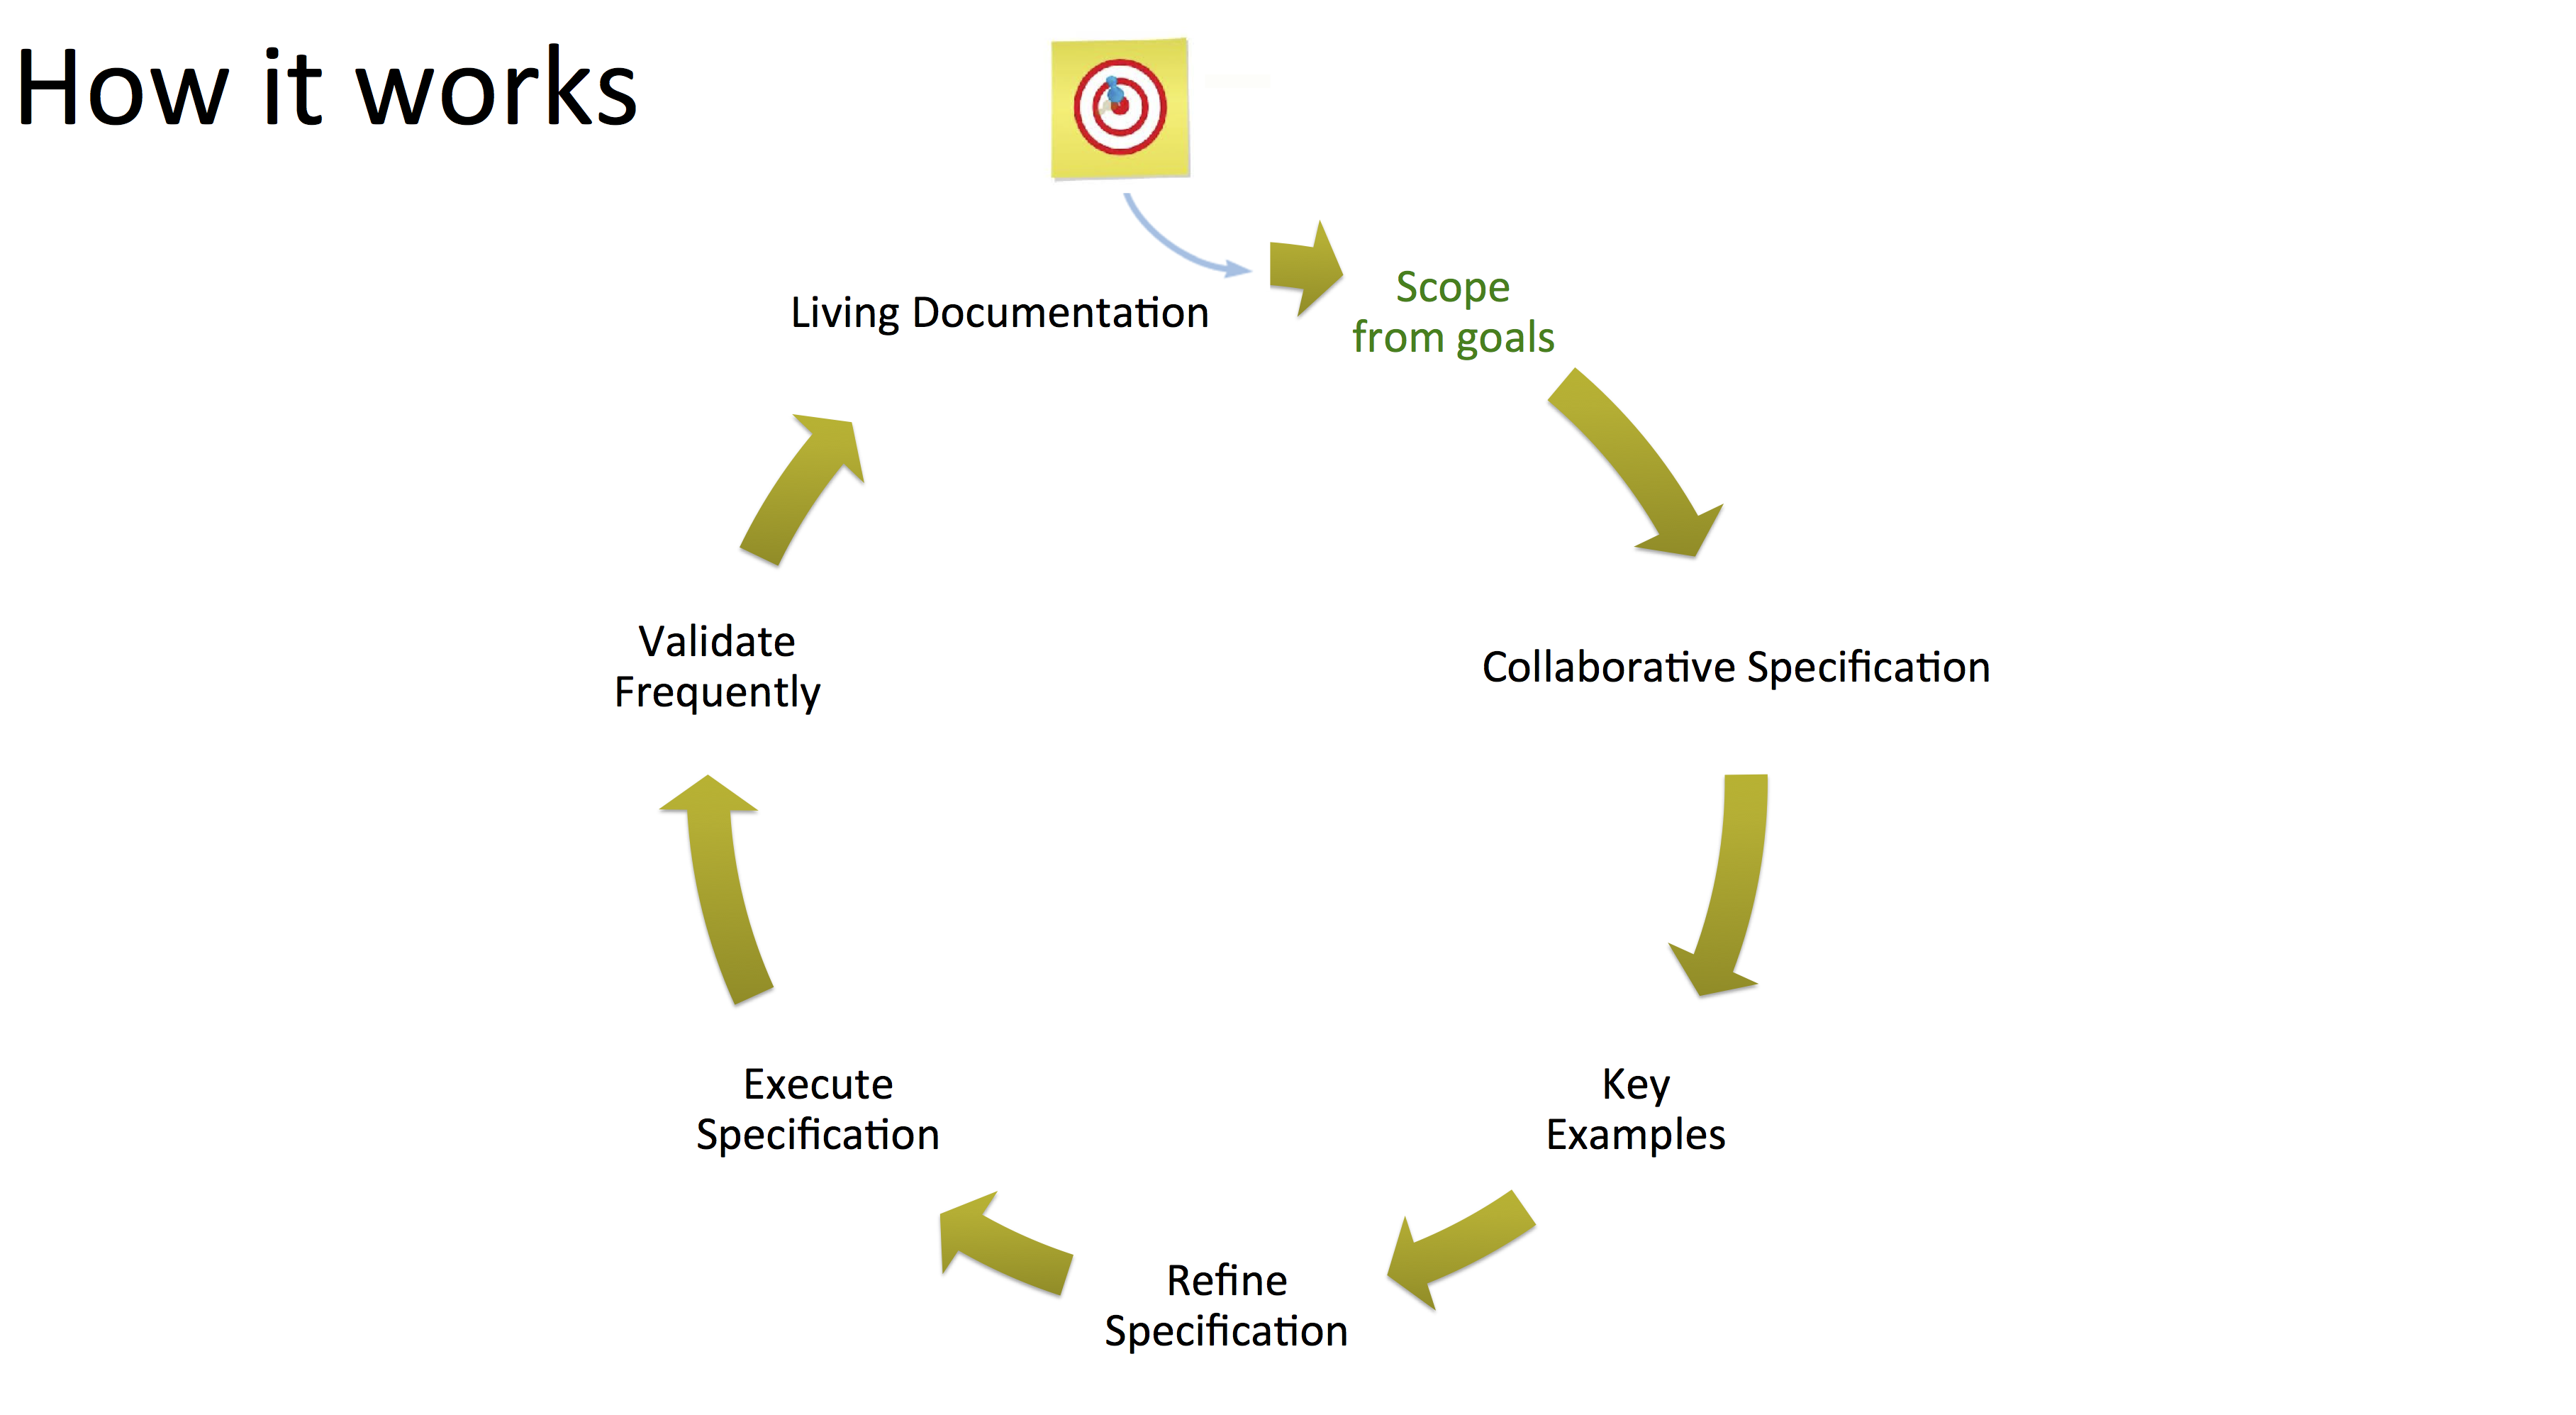 How it works
Scope
from goals
Collaborative Specification
Key
Examples
Refine
Specification
Execute
Specification
Validate
Frequently
Living Documentation